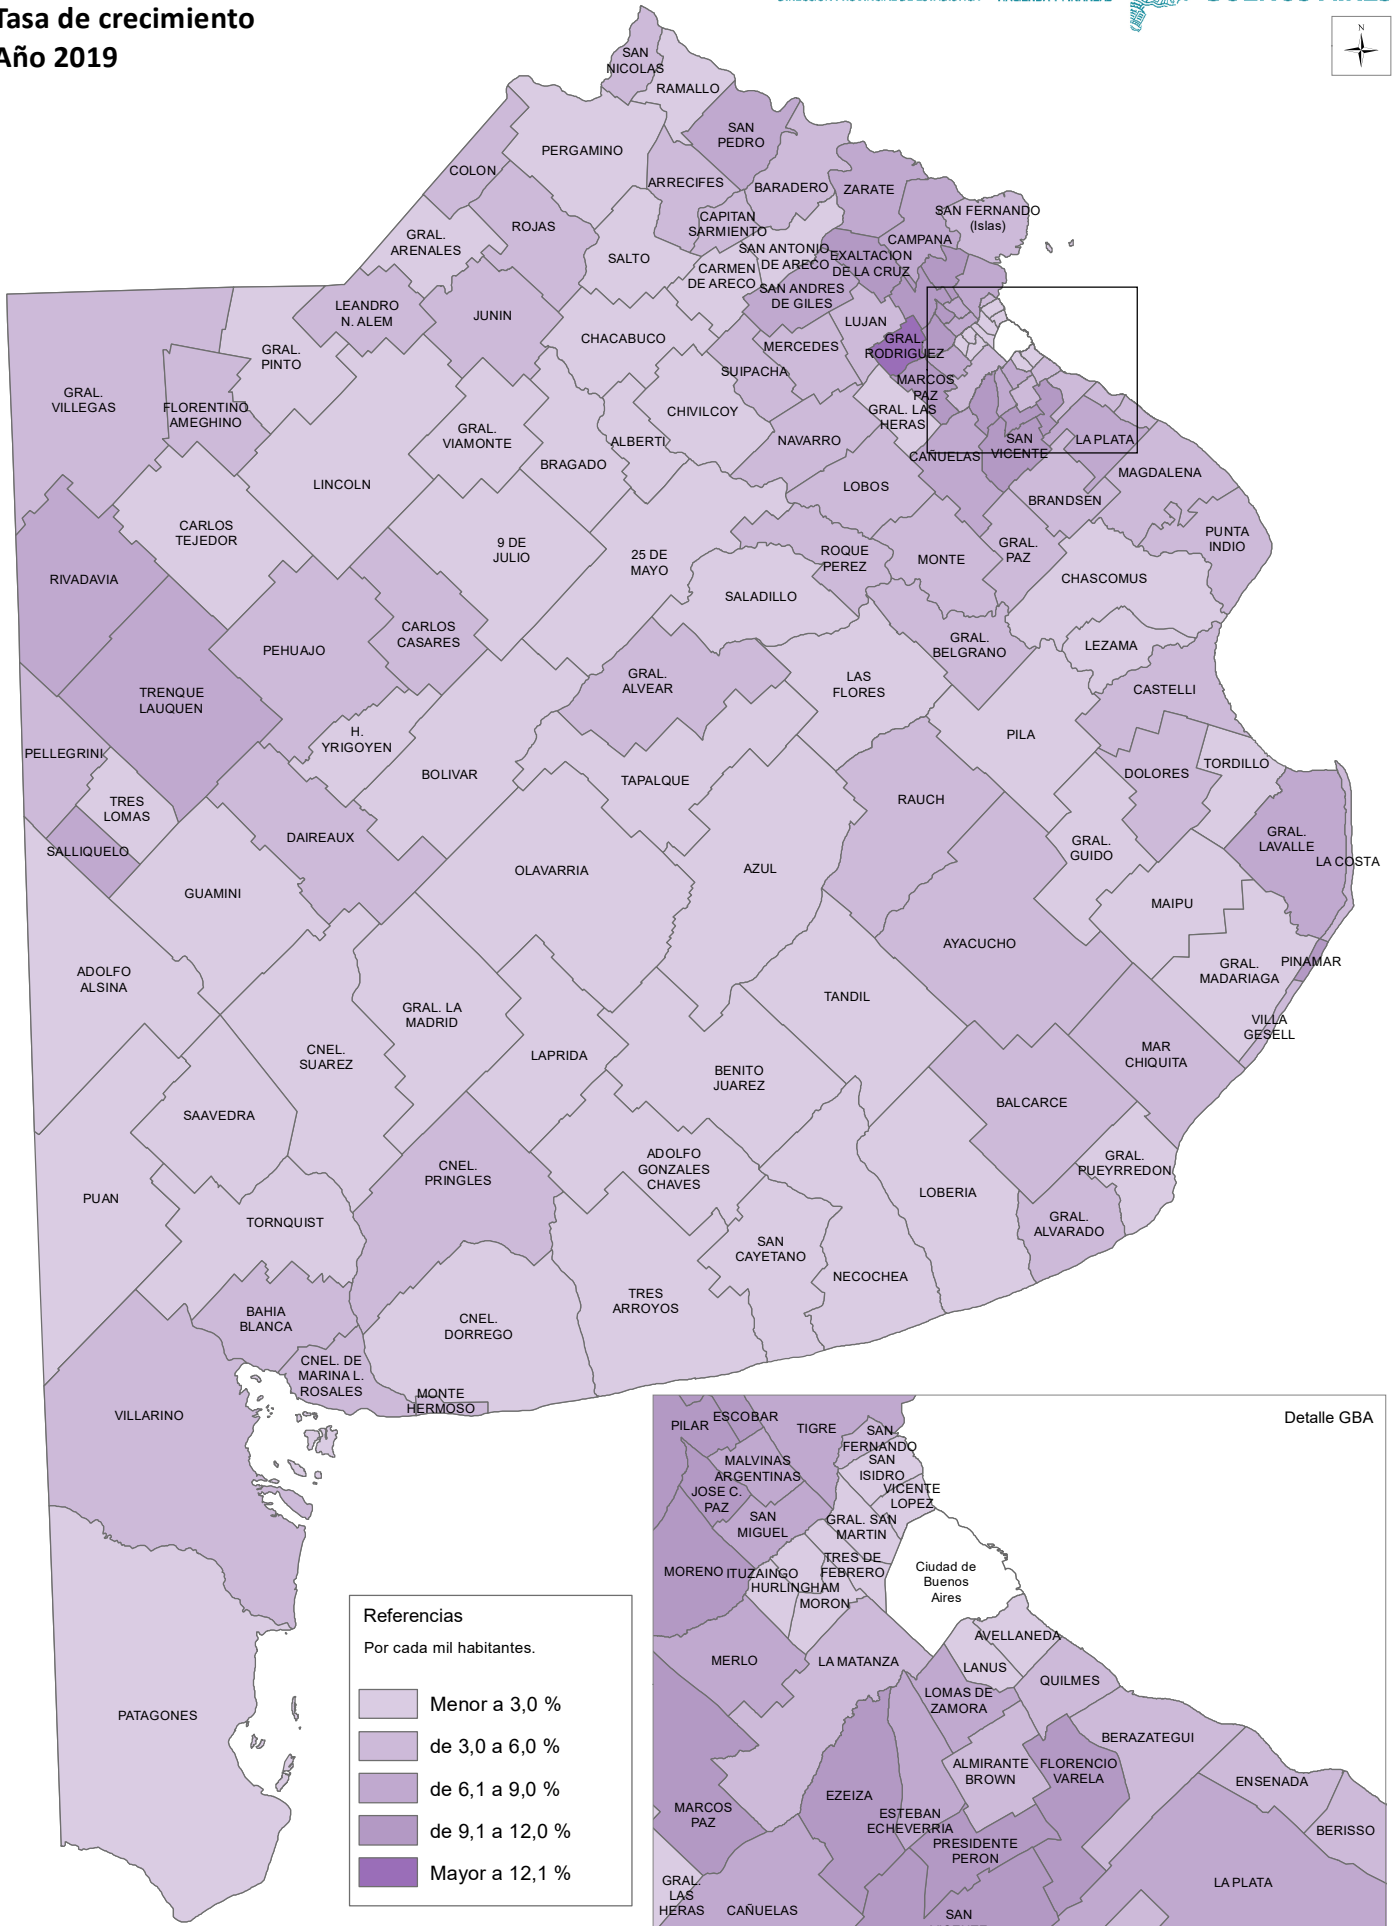 Tasa de crecimiento
Año 2019
N
SAN
NICOLAS
RAMALLO
SAN
PEDRO
PERGAMINO
COLON
ARRECIFES
BARADERO
ZARATE
SAN FERNANDO
(Islas)
CAPITAN
SARMIENTO
ROJAS
GRAL.
ARENALES
SALTO
SAN ANTONIO
DE ARECO
CAMPANA
EXALTACION
DE LA CRUZ
CARMEN
DE ARECO
SAN ANDRES
DE GILES
LEANDRO
N. ALEM
JUNIN
LUJAN
CHACABUCO
MERCEDES
GRAL.
RODRIGUEZ
GRAL.
PINTO
SUIPACHA
MARCOS
PAZ
GRAL.
VILLEGAS
FLORENTINO
AMEGHINO
CHIVILCOY
GRAL. LAS
HERAS
GRAL.
VIAMONTE
ALBERTI
NAVARRO
SAN
VICENTE
LA PLATA
BRAGADO
CAÑUELAS
MAGDALENA
LINCOLN
LOBOS
BRANDSEN
CARLOS
TEJEDOR
9 DE
JULIO
25 DE
MAYO
ROQUE
PEREZ
MONTE
GRAL.
PAZ
PUNTA
INDIO
RIVADAVIA
SALADILLO
CHASCOMUS
CARLOS
CASARES
PEHUAJO
GRAL.
BELGRANO
LEZAMA
TRENQUE
LAUQUEN
GRAL.
ALVEAR
LAS
FLORES
CASTELLI
H.
YRIGOYEN
PILA
PELLEGRINI
BOLIVAR
TAPALQUE
DOLORES
TORDILLO
TRES
LOMAS
RAUCH
DAIREAUX
SALLIQUELO
GRAL.
GUIDO
GRAL.
LAVALLE
LA COSTA
OLAVARRIA
AZUL
GUAMINI
MAIPU
AYACUCHO
PINAMAR
ADOLFO
ALSINA
GRAL.
MADARIAGA
TANDIL
GRAL. LA
MADRID
VILLA
GESELL
CNEL.
SUAREZ
LAPRIDA
MAR
CHIQUITA
BENITO
JUAREZ
BALCARCE
SAAVEDRA
ADOLFO
GONZALES
CHAVES
GRAL.
PUEYRREDON
CNEL.
PRINGLES
PUAN
LOBERIA
TORNQUIST
GRAL.
ALVARADO
SAN
CAYETANO
NECOCHEA
TRES
ARROYOS
BAHIA
BLANCA
CNEL.
DORREGO
CNEL. DE
MARINA L.
ROSALES
MONTE
HERMOSO
VILLARINO
PATAGONES
Referencias
Por cada mil habitantes.
Menor a 3,0 %
de 3,0 a 6,0 %
de 6,1 a 9,0 %
de 9,1 a 12,0 %
Mayor a 12,1 %
Detalle GBA
PILAR
ESCOBAR
TIGRE
SAN
FERNANDO
MALVINAS
ARGENTINAS
SAN
ISIDRO
JOSE C.
PAZ
VICENTE
LOPEZ
SAN
MIGUEL
GRAL. SAN
MARTIN
MORENO
ITUZAINGO
TRES DE
FEBRERO
HURLINGHAM
MORON
Ciudad de
Buenos
Aires
AVELLANEDA
MERLO
LA MATANZA
LANUS
QUILMES
LOMAS DE
ZAMORA
BERAZATEGUI
ALMIRANTE
BROWN
FLORENCIO
VARELA
ENSENADA
EZEIZA
MARCOS
PAZ
ESTEBAN
ECHEVERRIA
BERISSO
PRESIDENTE
PERON
GRAL.
LAS
HERAS
CAÑUELAS
LA PLATA
SAN